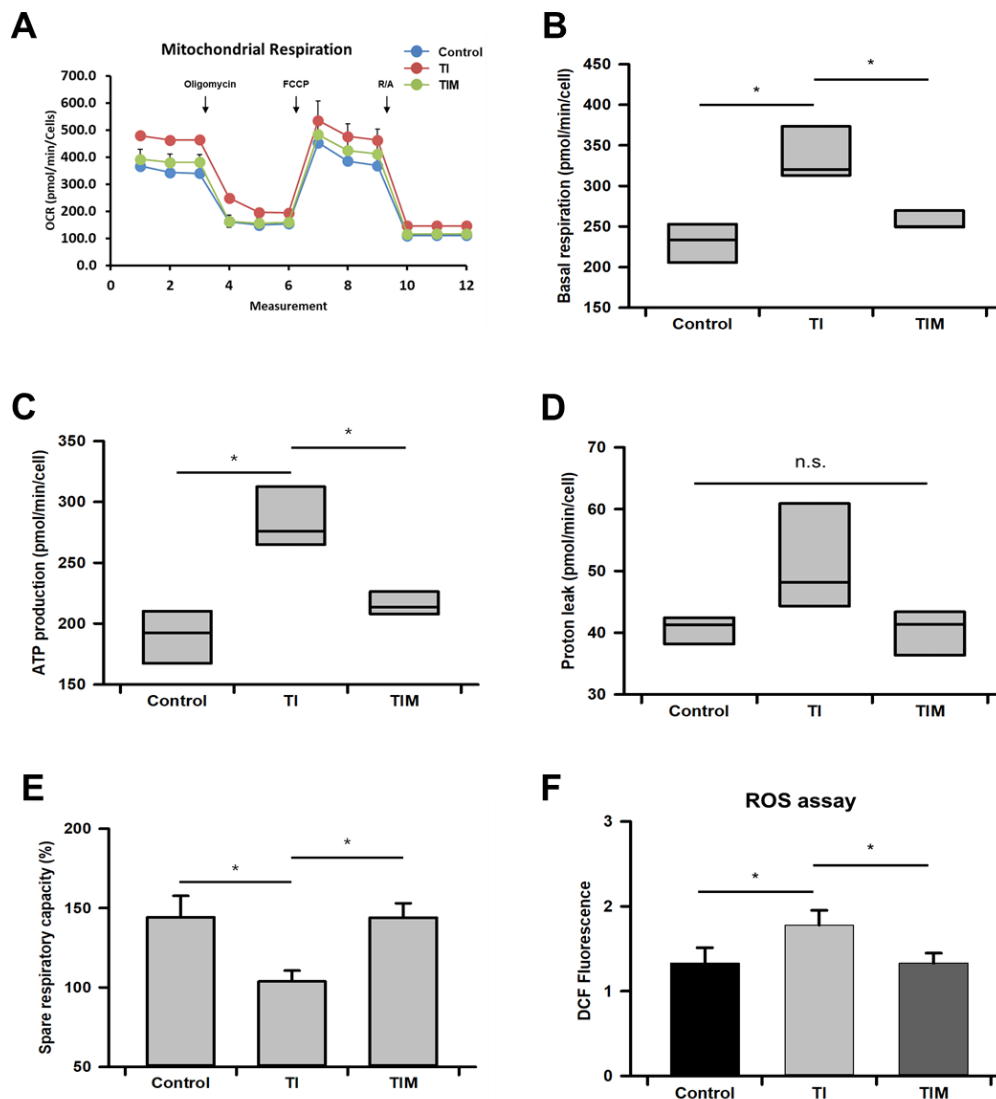 A
Mitochondrial Respiration
Control
TI
TIM
Oligomycin
FCCP
R/A
OCR (pmol/min/Cells)
700.0
600.0
500.0
400.0
300.0
200.0
100.0
0.0
0 2 4 6 8 10 12
Measurement
B
Basal respiration (pmol/min/cell)
450
400
350
300
250
200
150
* *
Control TI TIM
C
ATP production (pmol/min/cell)
350
300
250
200
150
* *
Control TI TIM
D
Proton leak (pmol/min/cell)
70
60
50
40
30
n.s.
Control TI TIM
E
Spare respiratory capacity (%)
200
150
100
50
* *
Control TI TIM
F
ROS assay
DCF Fluorescence
3
2
1
0
* *
Control TI TIM